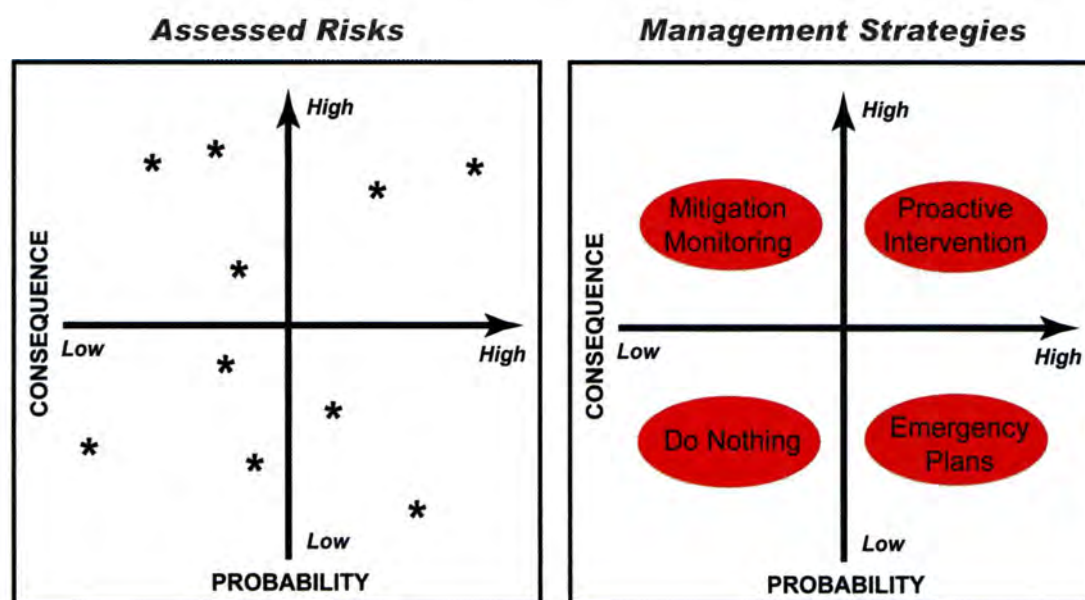 Assessed Risks
High
Low
High
Low
CONSEQUENCE
PROBABILITY
Management Strategies
High
Mitigation
Monitoring
Proactive
Intervention
Low
High
Do Nothing
Emergency
Plans
Low
CONSEQUENCE
PROBABILITY